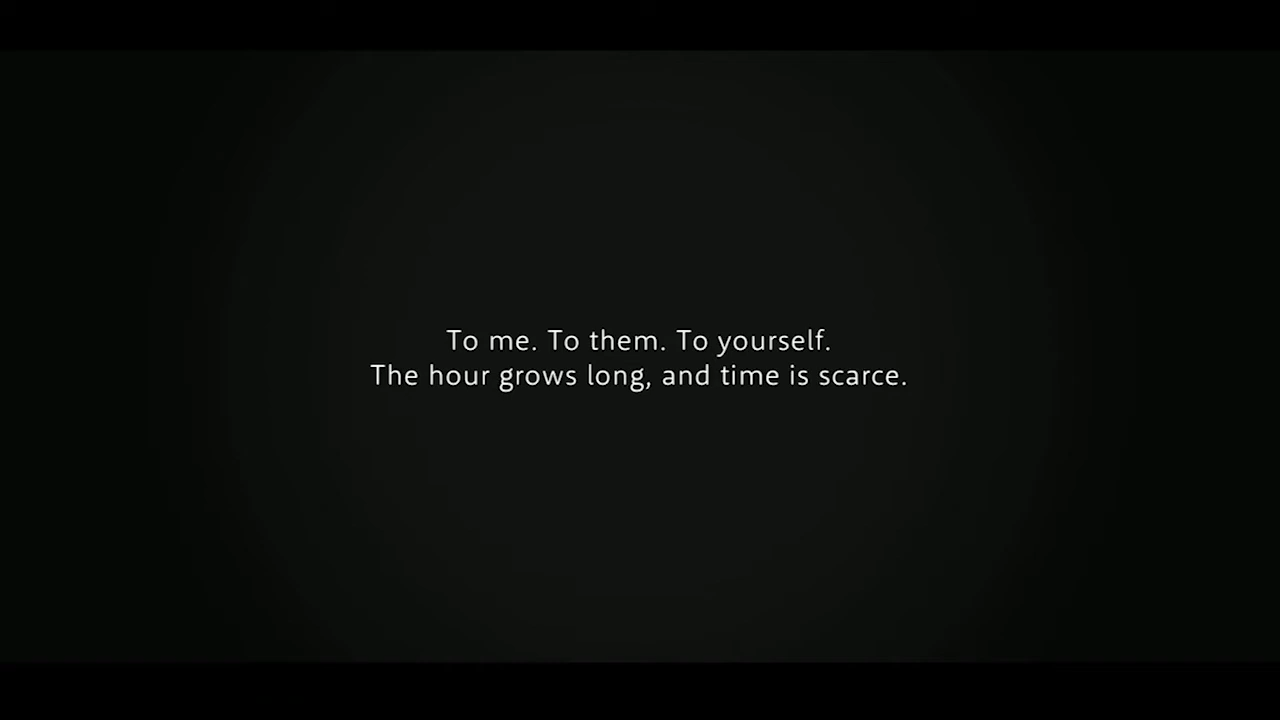 To me. To them. To yourself.
The hour grows long, and time is scarce.